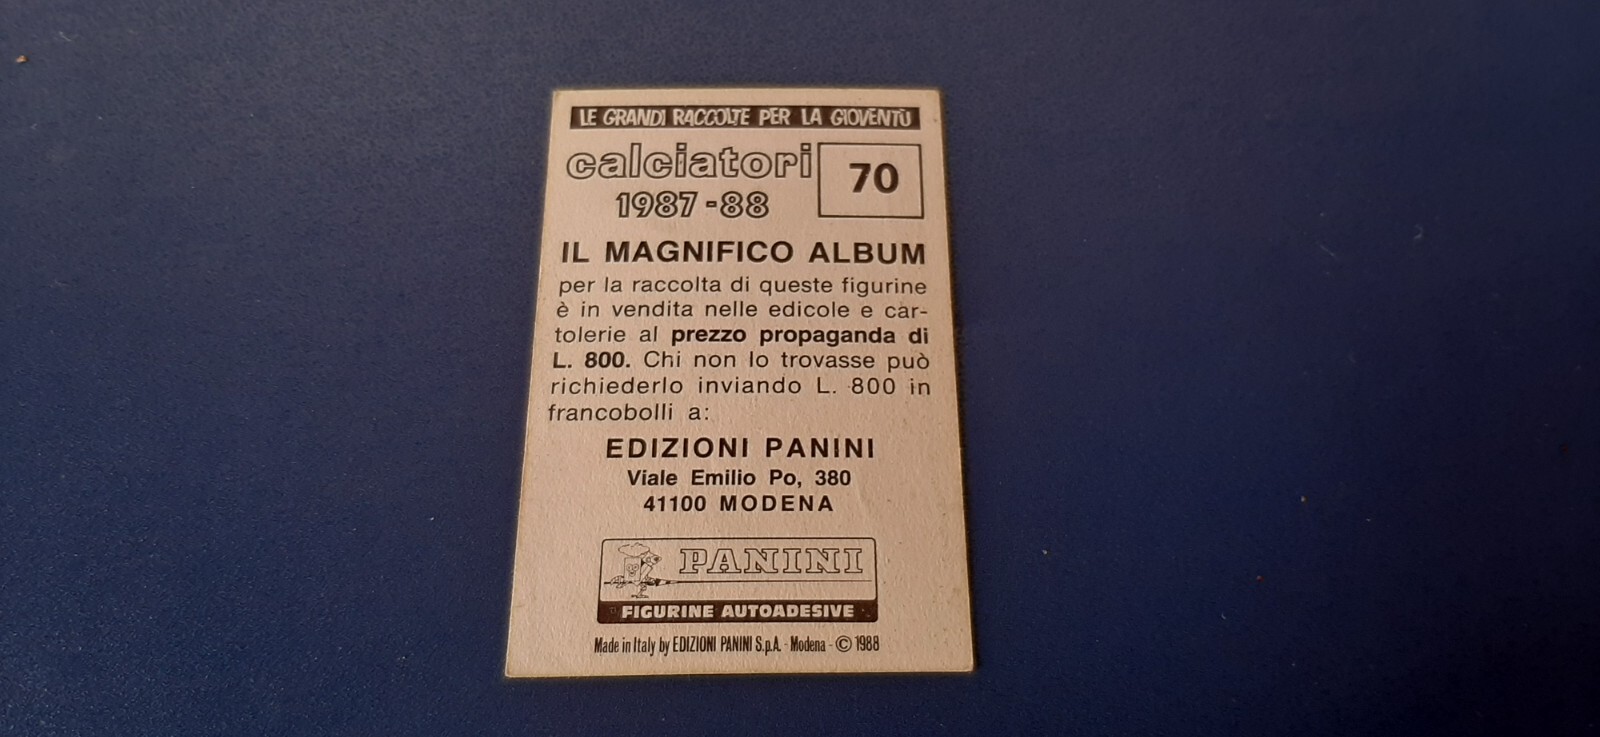 LE GRANDI RACCOLTE PER LA GIOVENTÙ
calciatori
1987-88
70
IL MAGNIFICO ALBUM
per la raccolta di queste figurine
è in vendita nelle edicole e car-
tolerie al prezzo propaganda di
L. 800. Chi non lo trovasse può
richiederlo inviando L. 800 in
francobolli a:
EDIZIONI PANINI
Viale Emilio Po, 380
41100 MODENA
PANINI
FIGURINE AUTOADESIVE
Made in Italy by EDIZIONI PANINI S.p.A. - Modena - © 1988